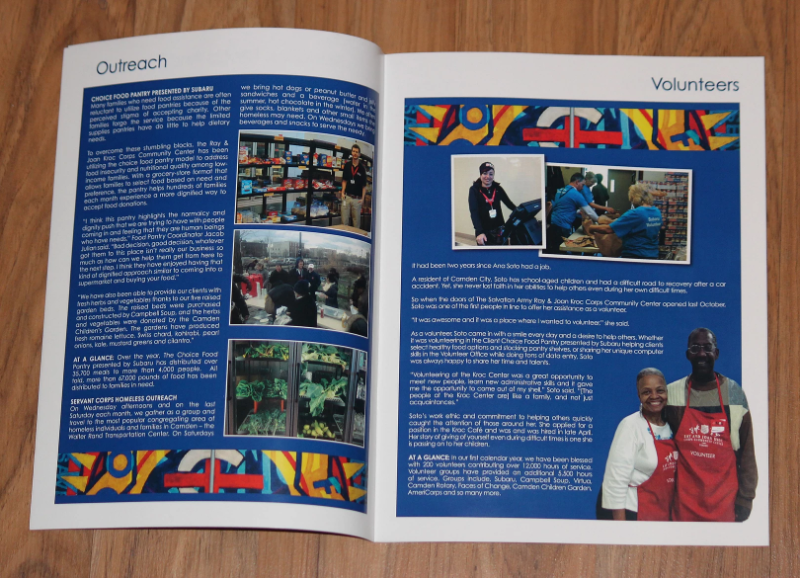 Outreach
CHOICE FOOD PANTRY PRESENTED BY SUBARU
Many families who need food assistance are often
reluctant to utilize food pantries because of the
perceived stigma of accepting charity. Other
families forgo the service because the limited
supplies pantries have do little to help dietary
needs.
To overcome these stumbling blocks, the Ray &
Joan Kroc Corps Community Center has been
utilizing the choice food pantry model to address
food insecurity and nutritional quality among low-
income families. With a grocery-store format that
allows families to select food based on need and
preference, the pantry helps hundreds of families
each month experience a more dignified way to
accept food donations.
"I think this pantry highlights the normalcy and
dignity push that we are trying to have with people
coming in and feeling that they are human beings
who have needs," Food Pantry Coordinator Jacob
Julian said. "Bad decision, good decision, whatever
got them to this place isn't really our business so
much as how can we help them get from here to
the next step. I think they have enjoyed having that
kind of dignified approach similar to coming into a
supermarket and buying your food."
"We have also been able to provide our clients with
fresh herbs and vegetables thanks to our five raised
garden beds. The raised beds were purchased
and constructed by Campbell Soup, and the herbs
and vegetables were donated by the Camden
Children's Garden. The gardens have produced
fresh romaine lettuce, Swiss chard, kohlrabi, pearl
onions, kale, mustard greens and cilantro."
AT A GLANCE: Over the year, The Choice Food
Pantry presented by Subaru has distributed over
35,700 meals to more than 4,000 people. All
told, more than 67,000 pounds of food has been
distributed to families in need.
SERVANT CORPS HOMELESS OUTREACH
On Wednesday afternoons and on the last
Saturday each month, we gather as a group and
travel to the most popular congregating area of
homeless individuals and families in Camden – the
Walter Rand Transportation Center. On Saturdays
we bring hot dogs or peanut butter and
sandwiches and a beverage (water in
summer, hot chocolate in the winter). We also
give socks, blankets and other small items the
homeless may need. On Wednesdays we bring
beverages and snacks to serve the needy.
Volunteers
It had been two years since Ana Soto had a job.
A resident of Camden City, Soto has school-aged children and had a difficult road to recovery after a car
accident. Yet, she never lost faith in her abilities to help others even during her own difficult times.
So when the doors of The Salvation Army Ray & Joan Kroc Corps Community Center opened last October,
Soto was one of the first people in line to offer her assistance as a volunteer.
"It was awesome and it was a place where I wanted to volunteer," she said.
As a volunteer, Soto came in with a smile every day and a desire to help others. Whether
it was volunteering in the Client Choice Food Pantry presented by Subaru helping clients
select healthy food options and stocking pantry shelves, or sharing her unique computer
skills in the Volunteer Office while doing tons of data entry, Soto
was always happy to share her time and talents.
"Volunteering at the Kroc Center was a great opportunity to
meet new people, learn new administrative skills and it gave
me the opportunity to come out of my shell," Soto said. "[The
people at the Kroc Center are] like a family, and not just
acquaintances."
Soto's work ethic and commitment to helping others quickly
caught the attention of those around her. She applied for a
position in the Kroc Café and was and was hired in late April.
Her story of giving of yourself even during difficult times is one she
is passing on to her children.
AT A GLANCE: In our first calendar year, we have been blessed
with 200 volunteers contributing over 12,000 hours of service.
Volunteer groups have provided an additional 3,500 hours
of service. Groups include, Subaru, Campbell Soup, Virtua,
Camden Rotary, Faces of Change, Camden Children Garden,
AmeriCorps and so many more.
VOLUNTEER
VOLUNTEER